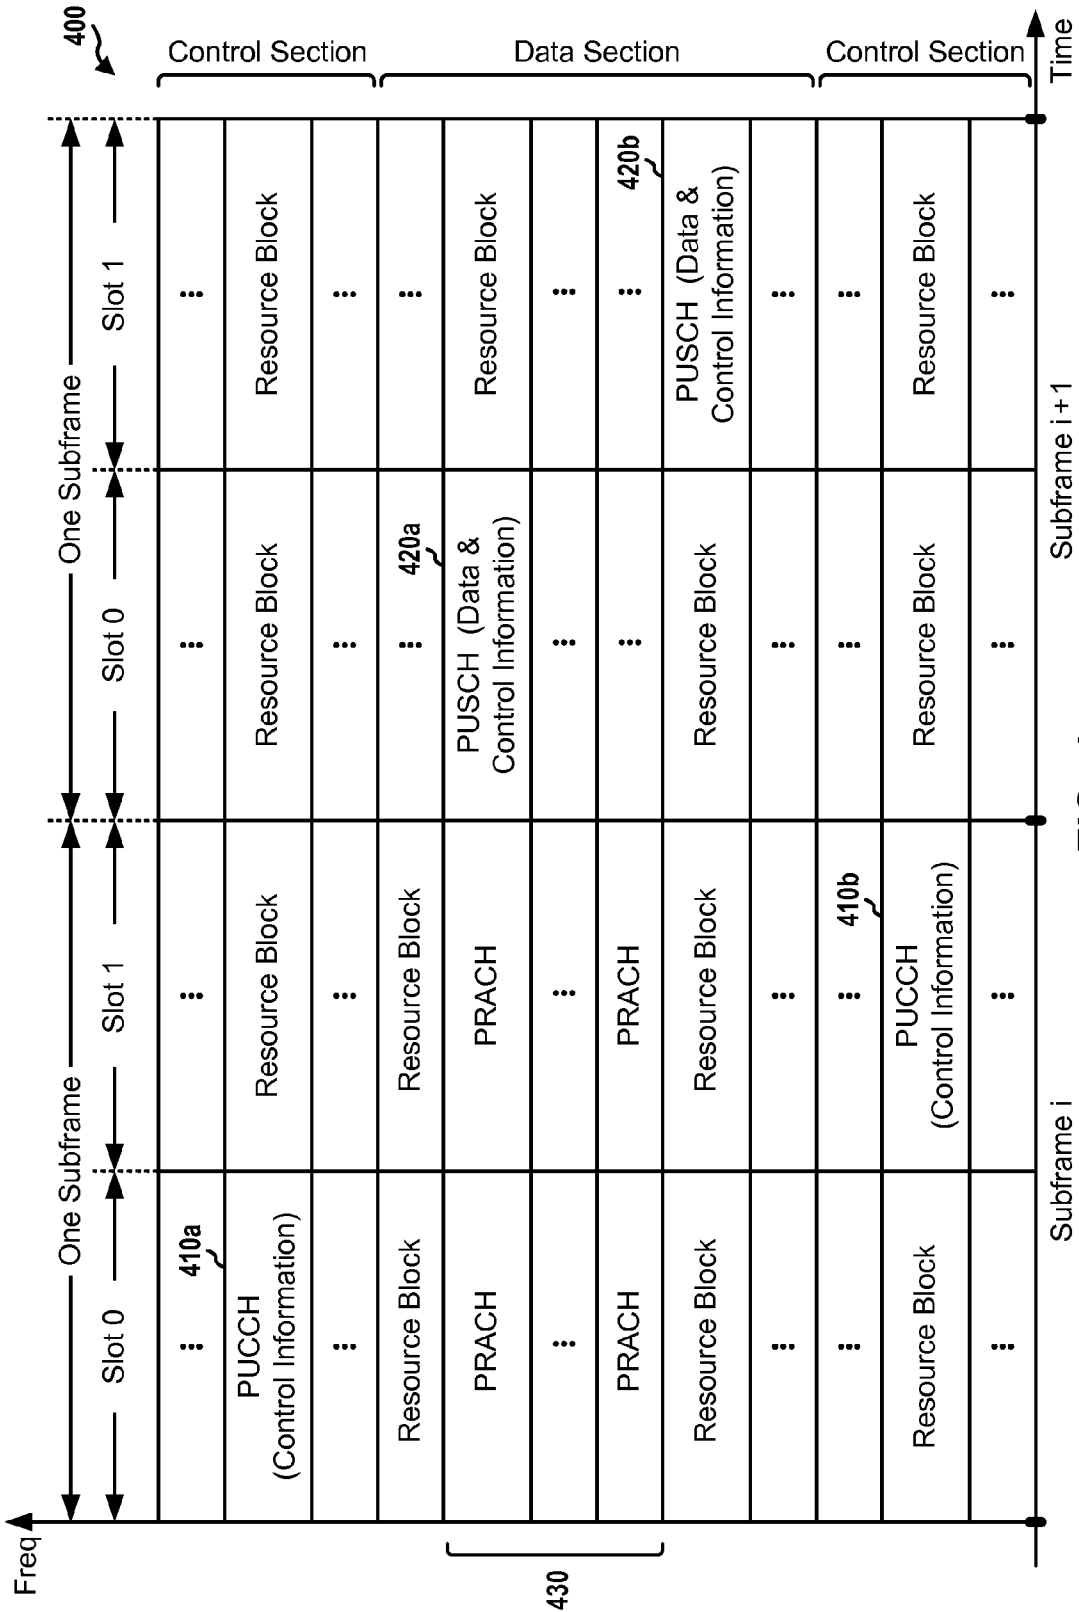 400
Freq
One Subframe
One Subframe
Slot 0
Slot 1
Slot 0
Slot 1
... ... ... ...
410a
PUCCH
(Control Information)
Resource Block
Resource Block
Resource Block
Control Section
... ... ... ...
Resource Block
Resource Block
... ...
420a
PRACH
PRACH
PUSCH (Data &
Control Information)
Resource Block
430
... ... ... ...
Data Section
PRACH
PRACH
... ...
420b
Resource Block
Resource Block
Resource Block
PUSCH (Data &
Control Information)
... ... ... ...
... ... ... ...
410b
Resource Block
PUCCH
(Control Information)
Resource Block
Resource Block
Control Section
... ... ... ...
Subframe i
Subframe i+1
Time